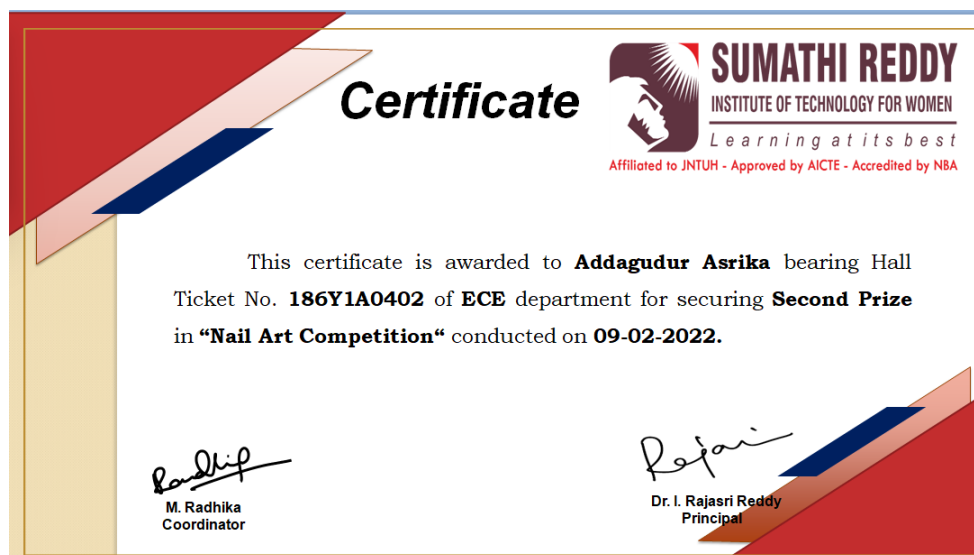 Certificate
SUMATHI REDDY
INSTITUTE OF TECHNOLOGY FOR WOMEN
Learning at its best
Affiliated to JNTUH - Approved by AICTE - Accredited by NBA
This certificate is awarded to Addagudur Asrika bearing Hall
Ticket No. 186Y1A0402 of ECE department for securing Second Prize
in “Nail Art Competition“ conducted on 09-02-2022.
M. Radhika
Coordinator
Dr. I. Rajasri Reddy
Principal